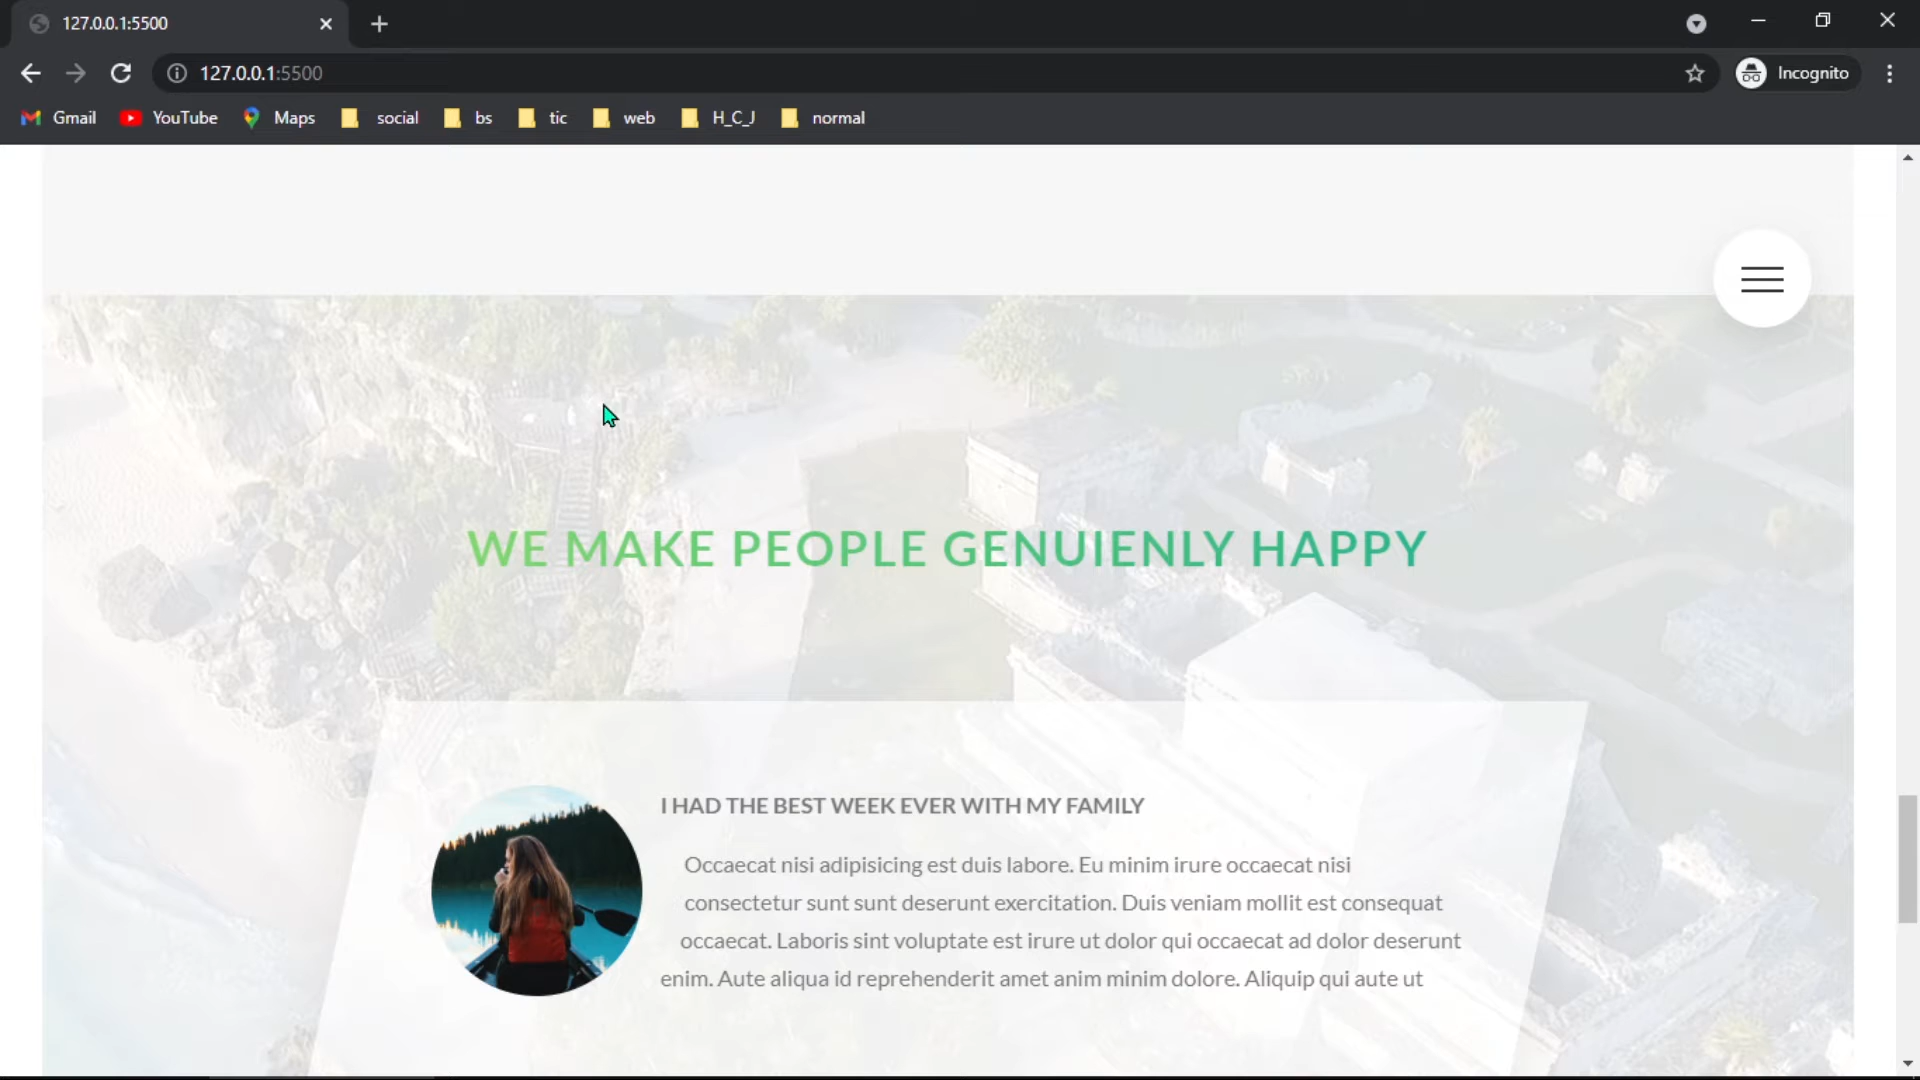 127.0.0.1:5500
127.0.0.1:5500
Incognito
Gmail YouTube Maps social bs tic web H_C_J normal
WE MAKE PEOPLE GENUIENLY HAPPY
I HAD THE BEST WEEK EVER WITH MY FAMILY
Occaecat nisi adipisicing est duis labore. Eu minim irure occaecat nisi
consectetur sunt sunt deserunt exercitation. Duis veniam mollit est consequat
occaecat. Laboris sint voluptate est irure ut dolor qui occaecat ad dolor deserunt
enim. Aute aliqua id reprehenderit amet anim minim dolore. Aliquip qui aute ut